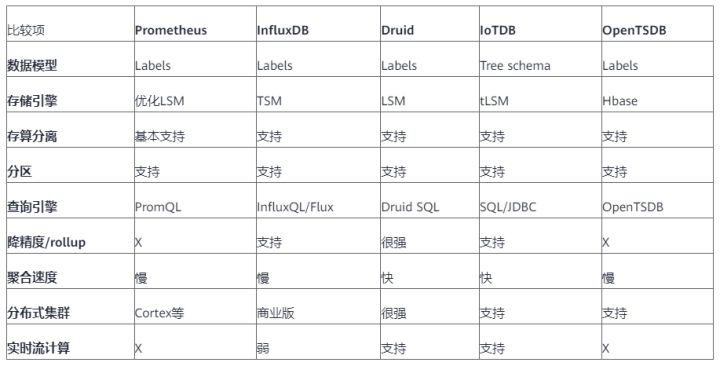 比较项 Prometheus InfluxDB Druid IoTDB OpenTSDB
数据模型 Labels Labels Labels Tree schema Labels
存储引擎 优化LSM TSM LSM tLSM Hbase
存算分离 基本支持 支持 支持 支持 支持
分区 支持 支持 支持 支持 支持
查询引擎 PromQL InfluxQL/Flux Druid SQL SQL/JDBC OpenTSDB
降精度/rollup X 支持 很强 支持 X
聚合速度 慢 慢 快 快 慢
分布式集群 Cortex等 商业版 很强 支持 支持
实时流计算 X 弱 支持 支持 X